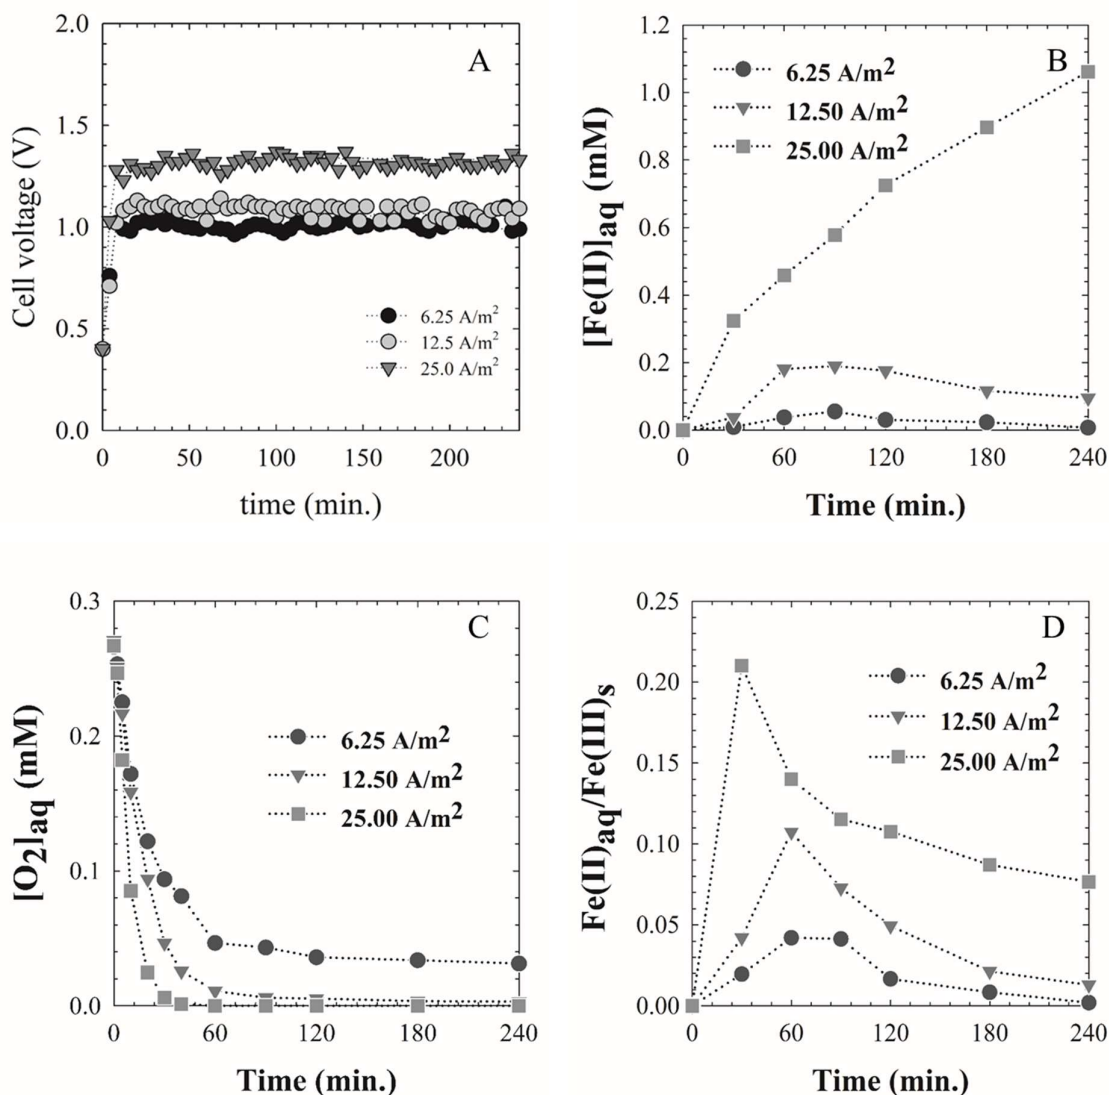 A
2.0
1.5
1.0
0.5
0.0
Cell voltage (V)
6.25 A/m²
12.5 A/m²
25.0 A/m²
0 50 100 150 200
time (min.)
B
1.2
1.0
0.8
0.6
0.4
0.2
0.0
[Fe(II)]aq (mM)
6.25 A/m²
12.50 A/m²
25.00 A/m²
0 60 120 180 240
Time (min.)
C
0.3
0.2
0.1
0.0
[O2]aq (mM)
6.25 A/m²
12.50 A/m²
25.00 A/m²
0 60 120 180 240
Time (min.)
D
0.25
0.20
0.15
0.10
0.05
0.00
Fe(II)aq/Fe(III)s
6.25 A/m²
12.50 A/m²
25.00 A/m²
0 60 120 180 240
Time (min.)